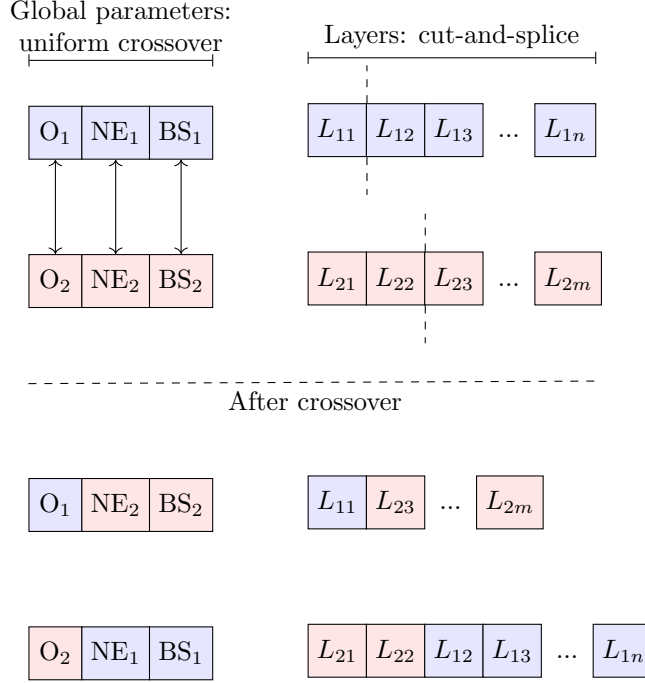 Global parameters:
uniform crossover
Layers: cut-and-splice
O₁ NE₁ BS₁ L₁₁ L₁₂ L₁₃ ... L₁ₙ
O₂ NE₂ BS₂ L₂₁ L₂₂ L₂₃ ... L₂ₘ
After crossover
O₁ NE₂ BS₂ L₁₁ L₂₃ ... L₂ₘ
O₂ NE₁ BS₁ L₂₁ L₂₂ L₁₂ L₁₃ ... L₁ₙ